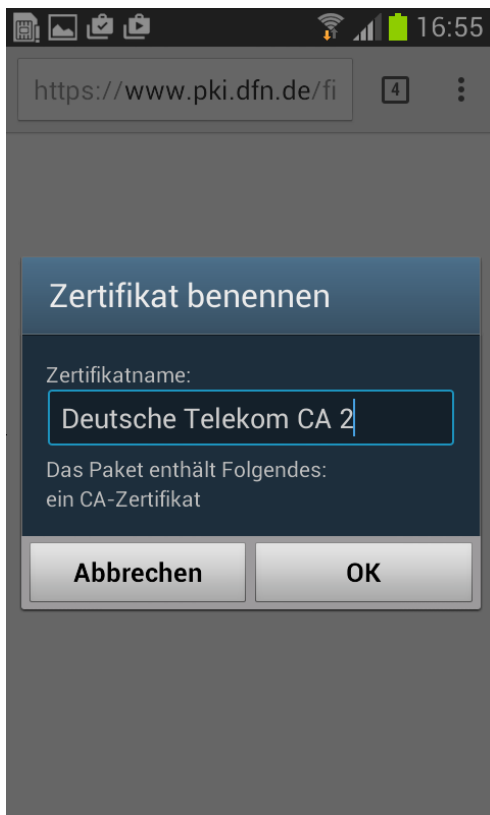 16:55
https://www.pki.dfn.de/fi
4
Zertifikat benennen
Zertifikatname:
Deutsche Telekom CA 2
Das Paket enthält Folgendes:
ein CA-Zertifikat
Abbrechen
OK